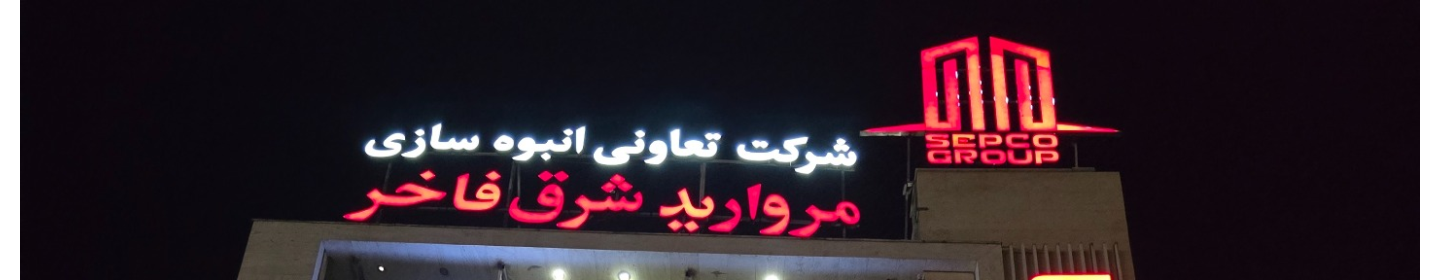 شرکت تعاونی انبوه سازی
مروارید شرق فاخر
SEPCO
GROUP